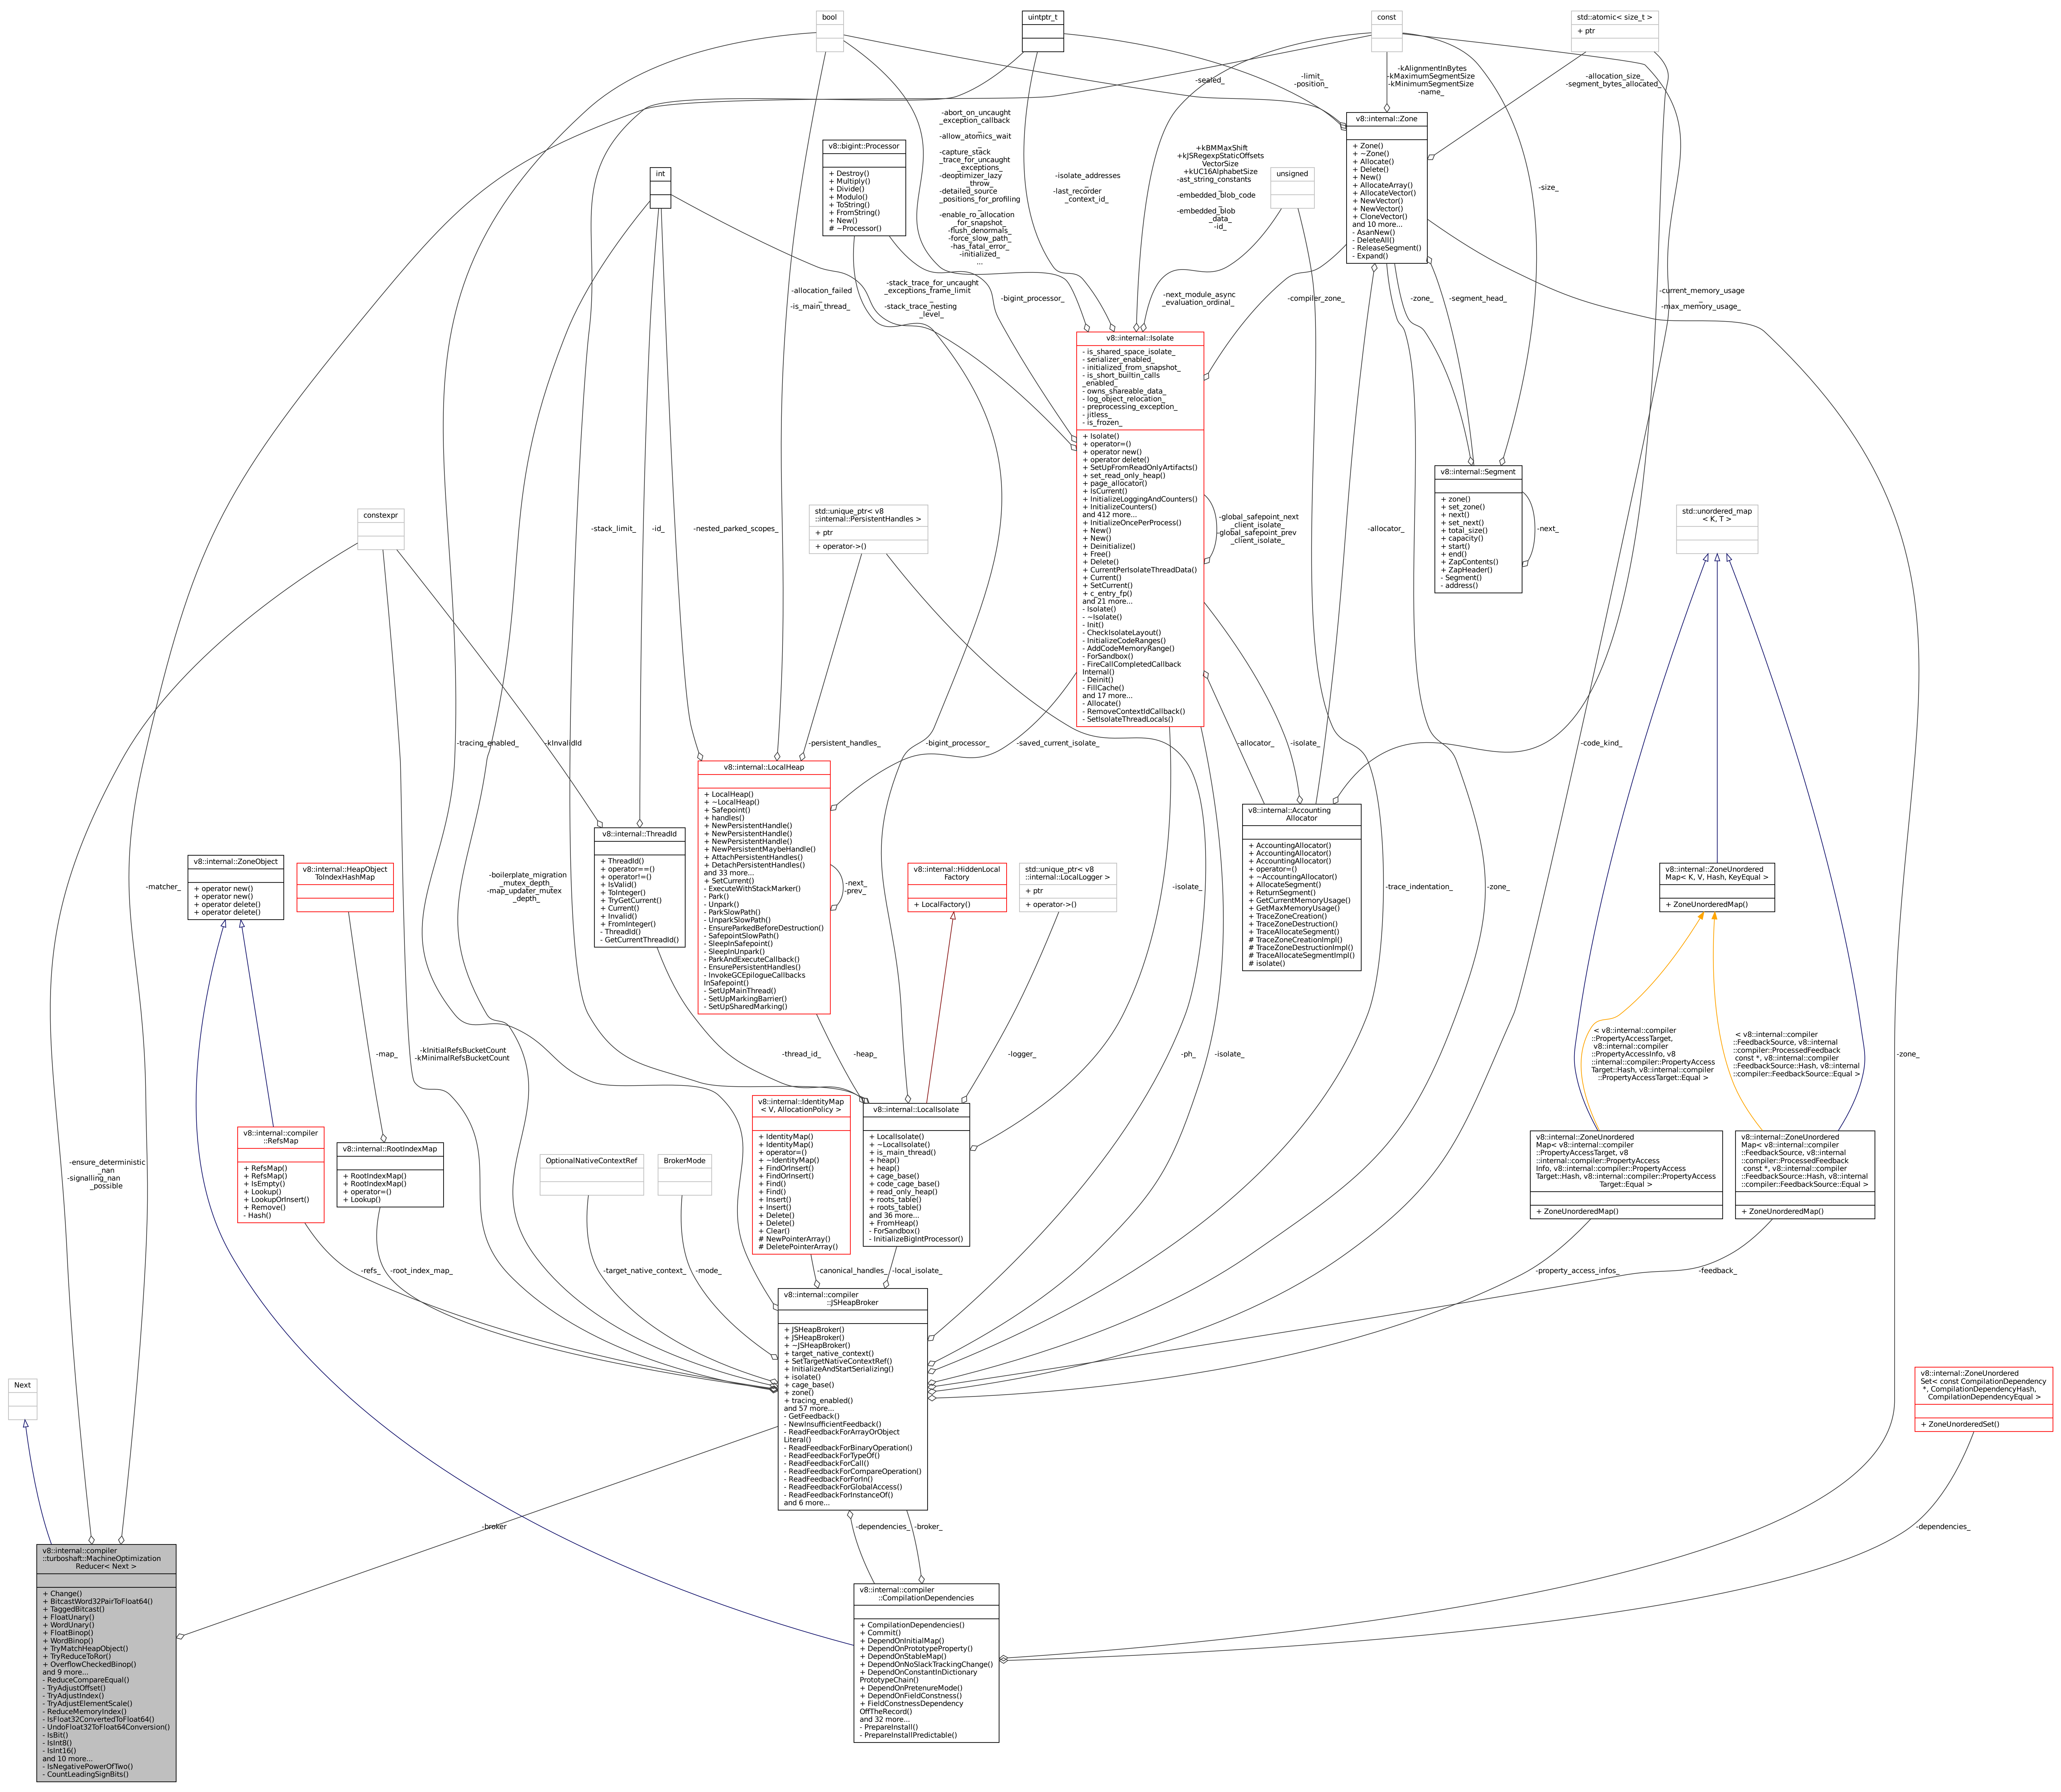 bool
uintptr_t
const
std::atomic< size_t >
+ ptr
-sealed_
-limit_
-position_
-kAlignmentInBytes
-kMaximumSegmentSize
-kMinimumSegmentSize
-name_
-allocation_size_
-segment_bytes_allocated_
v8::internal::Zone
+ Zone()
+ ~Zone()
+ Allocate()
+ Delete()
+ New()
+ AllocateArray()
+ AllocateVector()
+ NewVector()
+ NewVector()
+ CloneVector()
and 10 more...
- AsanNew()
- DeleteAll()
- ReleaseSegment()
- Expand()
-abort_on_uncaught
_exception_callback
_
-allow_atomics_wait
_
-capture_stack
_trace_for_uncaught
_exceptions_
-deoptimizer_lazy
_throw_
-detailed_source
_positions_for_profiling
_
-enable_ro_allocation
_for_snapshot_
-flush_denormals_
-force_slow_path_
-has_fatal_error_
-initialized_
...
v8::bigint::Processor
+ Destroy()
+ Multiply()
+ Divide()
+ Modulo()
+ ToString()
+ FromString()
+ New()
# ~Processor()
int
-isolate_addresses
_
-last_recorder
_context_id_
+kBMMaxShift
+kJSRegexpStaticOffsets
VectorSize
+kUC16AlphabetSize
-ast_string_constants
_
-embedded_blob_code
_
-embedded_blob
_data_
-id_
unsigned
-size_
-allocation_failed
_
-is_main_thread_
-stack_trace_for_uncaught
_exceptions_frame_limit
_
-stack_trace_nesting
_level_
-bigint_processor_
-next_module_async
_evaluation_ordinal_
-compiler_zone_
-zone_
-segment_head_
-current_memory_usage
_
-max_memory_usage_
v8::internal::Isolate
- is_shared_space_isolate_
- serializer_enabled_
- initialized_from_snapshot_
- is_short_builtin_calls
_enabled_
- owns_shareable_data_
- log_object_relocation_
- preprocessing_exception_
- jitless_
- is_frozen_
+ Isolate()
+ operator=()
+ operator new()
+ operator delete()
+ SetUpFromReadOnlyArtifacts()
+ set_read_only_heap()
+ page_allocator()
+ IsCurrent()
+ InitializeLoggingAndCounters()
+ InitializeCounters()
and 412 more...
+ InitializeOncePerProcess()
+ New()
+ New()
+ Deinitialize()
+ Free()
+ Delete()
+ CurrentPerIsolateThreadData()
+ Current()
+ SetCurrent()
+ c_entry_fp()
and 21 more...
- Isolate()
- ~Isolate()
- Init()
- CheckIsolateLayout()
- InitializeCodeRanges()
- AddCodeMemoryRange()
- ForSandbox()
- FireCallCompletedCallback
Internal()
- Deinit()
- FillCache()
and 17 more...
- Allocate()
- RemoveContextIdCallback()
- SetIsolateThreadLocals()
v8::internal::Segment
+ zone()
+ set_zone()
+ next()
+ set_next()
+ total_size()
+ capacity()
+ start()
+ end()
+ ZapContents()
+ ZapHeader()
- Segment()
- address()
-next_
constexpr
-stack_limit_
-id_
-nested_parked_scopes_
std::unique_ptr< v8
::internal::PersistentHandles >
+ ptr
+ operator->()
-global_safepoint_next
_client_isolate_
-global_safepoint_prev
_client_isolate_
-allocator_
std::unordered_map
< K, T >
-tracing_enabled_
-kInvalidId
-persistent_handles_
-bigint_processor_
-saved_current_isolate_
-allocator_
-isolate_
-code_kind_
v8::internal::LocalHeap
+ LocalHeap()
+ ~LocalHeap()
+ Safepoint()
+ handles()
+ NewPersistentHandle()
+ NewPersistentHandle()
+ NewPersistentHandle()
+ NewPersistentMaybeHandle()
+ AttachPersistentHandles()
+ DetachPersistentHandles()
and 33 more...
+ SetCurrent()
- ExecuteWithStackMarker()
- Park()
- Unpark()
- ParkSlowPath()
- UnparkSlowPath()
- EnsureParkedBeforeDestruction()
- SafepointSlowPath()
- SleepInSafepoint()
- SleepInUnpark()
- ParkAndExecuteCallback()
- EnsurePersistentHandles()
- InvokeGCEpilogueCallbacks
InSafepoint()
- SetUpMainThread()
- SetUpMarkingBarrier()
- SetUpSharedMarking()
-next_
-prev_
v8::internal::Accounting
Allocator
+ AccountingAllocator()
+ AccountingAllocator()
+ AccountingAllocator()
+ operator=()
+ ~AccountingAllocator()
+ AllocateSegment()
+ ReturnSegment()
+ GetCurrentMemoryUsage()
+ GetMaxMemoryUsage()
+ TraceZoneCreation()
+ TraceZoneDestruction()
+ TraceAllocateSegment()
# TraceZoneCreationImpl()
# TraceZoneDestructionImpl()
# TraceAllocateSegmentImpl()
# isolate()
v8::internal::ThreadId
+ ThreadId()
+ operator==()
+ operator!=()
+ IsValid()
+ ToInteger()
+ TryGetCurrent()
+ Current()
+ Invalid()
+ FromInteger()
- ThreadId()
- GetCurrentThreadId()
-matcher_
v8::internal::ZoneObject
+ operator new()
+ operator new()
+ operator delete()
+ operator delete()
v8::internal::HeapObject
ToIndexHashMap
-boilerplate_migration
_mutex_depth_
-map_updater_mutex
_depth_
v8::internal::HiddenLocal
Factory
+ LocalFactory()
std::unique_ptr< v8
::internal::LocalLogger >
+ ptr
+ operator->()
-isolate_
-trace_indentation_
-zone_
v8::internal::ZoneUnordered
Map< K, V, Hash, KeyEqual >
+ ZoneUnorderedMap()
-map_
-kInitialRefsBucketCount
-kMinimalRefsBucketCount
-thread_id_
-heap_
-logger_
-ph_
-isolate_
< v8::internal::compiler
::PropertyAccessTarget,
v8::internal::compiler
::PropertyAccessInfo, v8
::internal::compiler::PropertyAccess
Target::Hash, v8::internal::compiler
::PropertyAccessTarget::Equal >
< v8::internal::compiler
::FeedbackSource, v8::internal
::compiler::ProcessedFeedback
const *, v8::internal::compiler
::FeedbackSource::Hash, v8::internal
::compiler::FeedbackSource::Equal >
-zone_
-ensure_deterministic
_nan
-signalling_nan
_possible
v8::internal::compiler
::RefsMap
+ RefsMap()
+ RefsMap()
+ IsEmpty()
+ Lookup()
+ LookupOrInsert()
+ Remove()
- Hash()
v8::internal::RootIndexMap
+ RootIndexMap()
+ RootIndexMap()
+ operator=()
+ Lookup()
OptionalNativeContextRef
BrokerMode
v8::internal::IdentityMap
< V, AllocationPolicy >
+ IdentityMap()
+ IdentityMap()
+ operator=()
+ ~IdentityMap()
+ FindOrInsert()
+ FindOrInsert()
+ Find()
+ Find()
+ Insert()
+ Insert()
+ Delete()
+ Delete()
+ Clear()
# NewPointerArray()
# DeletePointerArray()
v8::internal::LocalIsolate
+ LocalIsolate()
+ ~LocalIsolate()
+ is_main_thread()
+ heap()
+ heap()
+ cage_base()
+ code_cage_base()
+ read_only_heap()
+ roots_table()
+ roots_table()
and 36 more...
+ FromHeap()
- ForSandbox()
- InitializeBigIntProcessor()
v8::internal::ZoneUnordered
Map< v8::internal::compiler
::PropertyAccessTarget, v8
::internal::compiler::PropertyAccess
Info, v8::internal::compiler::PropertyAccess
Target::Hash, v8::internal::compiler::PropertyAccess
Target::Equal >
+ ZoneUnorderedMap()
v8::internal::ZoneUnordered
Map< v8::internal::compiler
::FeedbackSource, v8::internal
::compiler::ProcessedFeedback
const *, v8::internal::compiler
::FeedbackSource::Hash, v8::internal
::compiler::FeedbackSource::Equal >
+ ZoneUnorderedMap()
-refs_
-root_index_map_
-target_native_context_
-mode_
-canonical_handles_
-local_isolate_
-property_access_infos_
-feedback_
v8::internal::compiler
::JSHeapBroker
+ JSHeapBroker()
+ JSHeapBroker()
+ ~JSHeapBroker()
+ target_native_context()
+ SetTargetNativeContextRef()
+ InitializeAndStartSerializing()
+ isolate()
+ cage_base()
+ zone()
+ tracing_enabled()
and 57 more...
- GetFeedback()
- NewInsufficientFeedback()
- ReadFeedbackForArrayOrObject
Literal()
- ReadFeedbackForBinaryOperation()
- ReadFeedbackForTypeOf()
- ReadFeedbackForCall()
- ReadFeedbackForCompareOperation()
- ReadFeedbackForForIn()
- ReadFeedbackForGlobalAccess()
- ReadFeedbackForInstanceOf()
and 6 more...
Next
v8::internal::ZoneUnordered
Set< const CompilationDependency
*, CompilationDependencyHash,
CompilationDependencyEqual >
+ ZoneUnorderedSet()
-broker
-dependencies_
-broker_
-dependencies_
v8::internal::compiler
::turboshaft::MachineOptimization
Reducer< Next >
+ Change()
+ BitcastWord32PairToFloat64()
+ TaggedBitcast()
+ FloatUnary()
+ WordUnary()
+ FloatBinop()
+ WordBinop()
+ TryMatchHeapObject()
+ TryReduceToRor()
+ OverflowCheckedBinop()
and 9 more...
- ReduceCompareEqual()
- TryAdjustOffset()
- TryAdjustIndex()
- TryAdjustElementScale()
- ReduceMemoryIndex()
- IsFloat32ConvertedToFloat64()
- UndoFloat32ToFloat64Conversion()
- IsBit()
- IsInt8()
- IsInt16()
and 10 more...
- IsNegativePowerOfTwo()
- CountLeadingSignBits()
v8::internal::compiler
::CompilationDependencies
+ CompilationDependencies()
+ Commit()
+ DependOnInitialMap()
+ DependOnPrototypeProperty()
+ DependOnStableMap()
+ DependOnNoSlackTrackingChange()
+ DependOnConstantInDictionary
PrototypeChain()
+ DependOnPretenureMode()
+ DependOnFieldConstness()
+ FieldConstnessDependency
OffTheRecord()
and 32 more...
- PrepareInstall()
- PrepareInstallPredictable()